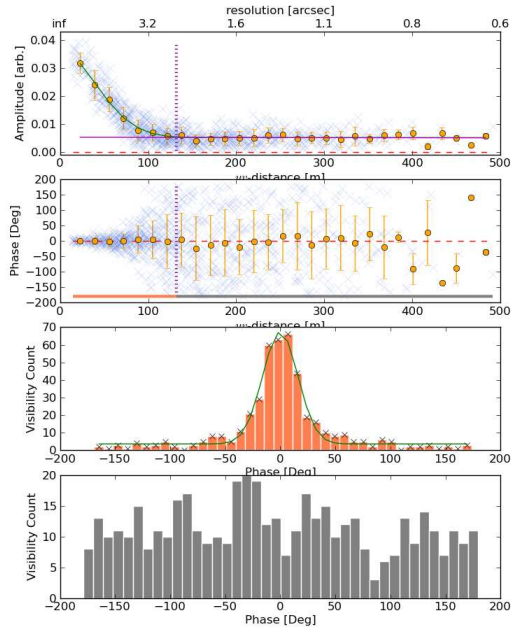 resolution [arcsec]
inf 3.2 1.6 1.1 0.8 0.6
0.04
0.03
0.02
0.01
0.00
Amplitude [arb.]
0 100 200 300 400 500
-distance [m]
200
150
100
50
0
−50
−100
−150
−200
Phase [Deg]
0 100 200 300 400 500
-distance [m]
70
60
50
40
30
20
10
0
Visibility Count
−200 −150 −100 −50 0 50 100 150 200
Phase [Deg]
20
15
10
5
0
Visibility Count
−200 −150 −100 −50 0 50 100 150 200
Phase [Deg]